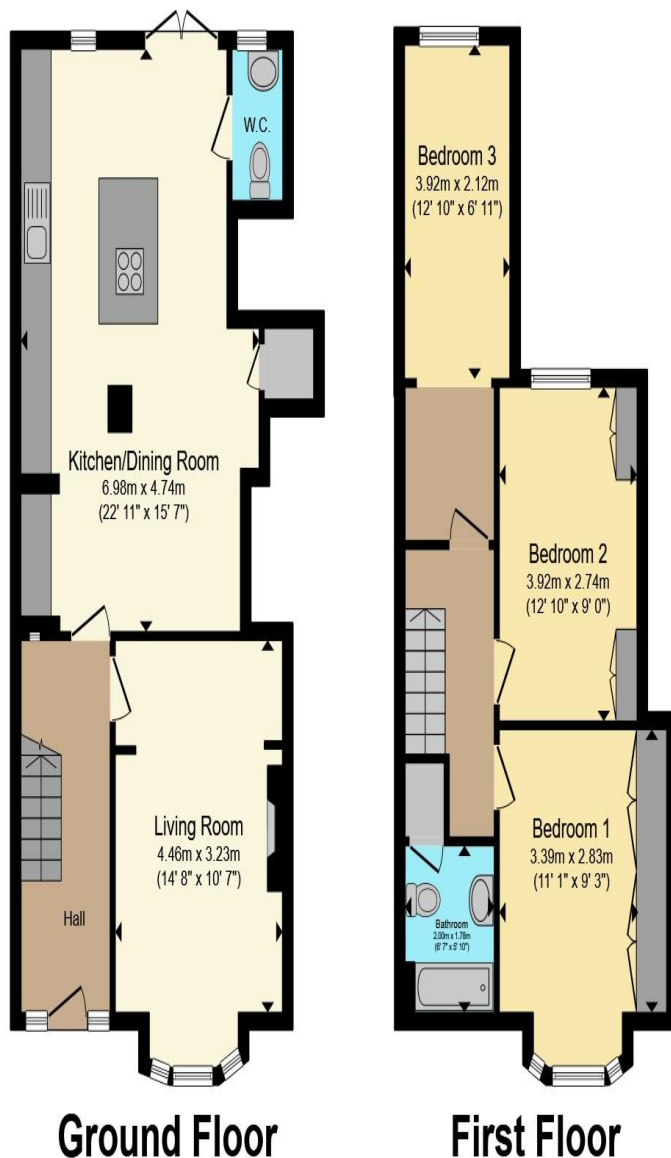 W.C.
Kitchen/Dining Room
6.98m x 4.74m
(22' 11" x 15' 7")
Living Room
4.46m x 3.23m
(14' 8" x 10' 7")
Hall
Ground Floor
Bedroom 3
3.92m x 2.12m
(12' 10" x 6' 11")
Bedroom 2
3.92m x 2.74m
(12' 10" x 9' 0")
Bedroom 1
3.39m x 2.83m
(11' 1" x 9' 3")
Bathroom
2.00m x 1.78m
(6' 7" x 5' 10")
First Floor